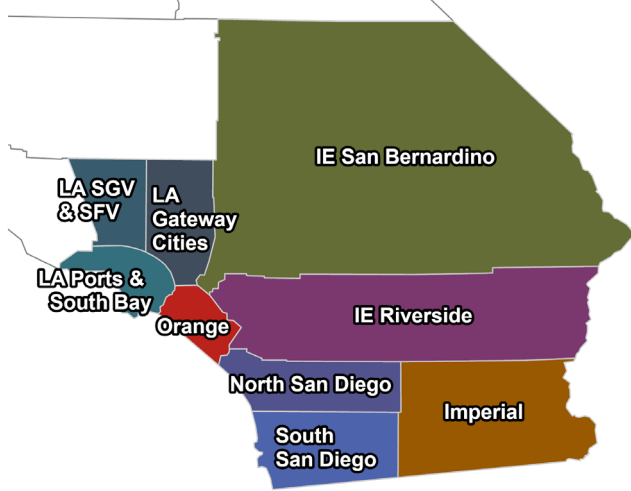 IE San Bernardino
LA SGV
& SFV
LA
Gateway
Cities
LA Ports &
South Bay
Orange
IE Riverside
North San Diego
Imperial
South
San Diego